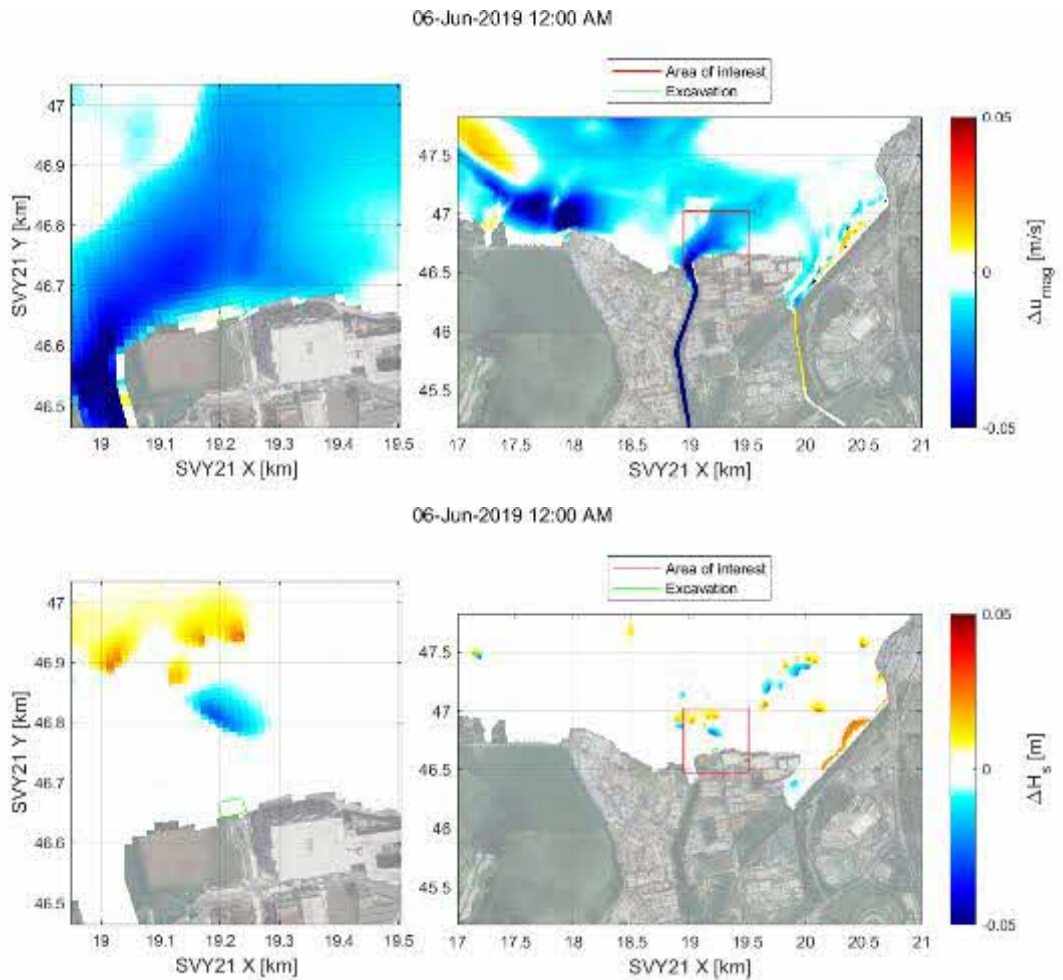 06-Jun-2019 12:00 AM
Area of interest
Excavation
47
46.9
46.8
46.7
46.6
46.5
SVY21 Y [km]
19 19.1 19.2 19.3 19.4 19.5
SVY21 X [km]
47.5
47
46.5
46
45.5
17 17.5 18 18.5 19 19.5 20 20.5 21
SVY21 X [km]
0.05
0
-0.05
Δu_mag [m/s]
06-Jun-2019 12:00 AM
Area of interest
Excavation
47
46.9
46.8
46.7
46.6
46.5
SVY21 Y [km]
19 19.1 19.2 19.3 19.4 19.5
SVY21 X [km]
47.5
47
46.5
46
45.5
17 17.5 18 18.5 19 19.5 20 20.5 21
SVY21 X [km]
0.05
0
-0.05
ΔH_s [m]